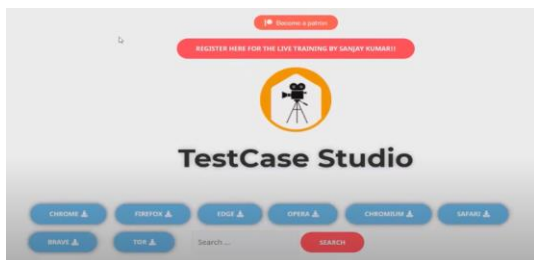 Become a patron
REGISTER HERE FOR THE LIVE TRAINING BY SANJAY KUMAR!!
TestCase Studio
CHROME FIREFOX EDGE OPERA CHROMIUM SAFARI
BRAVE TOR Search ... SEARCH